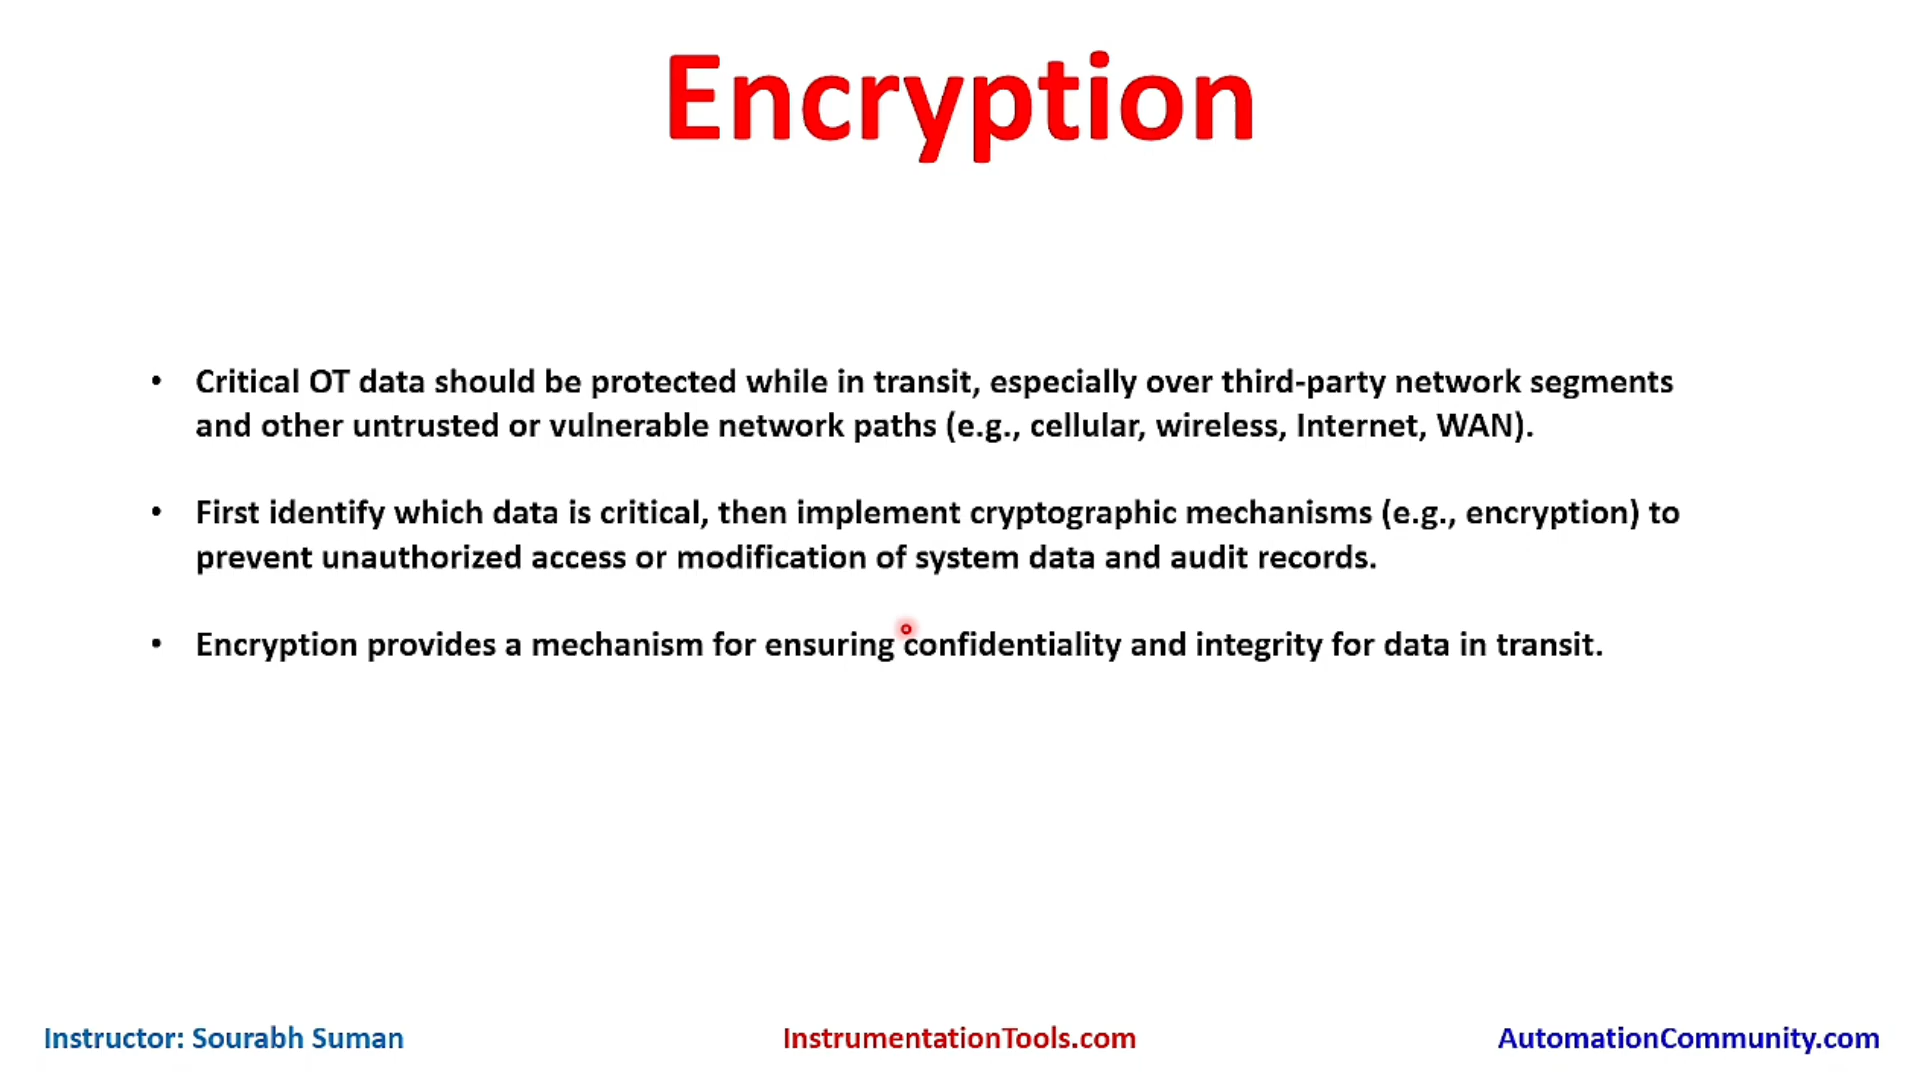 Encryption
• Critical OT data should be protected while in transit, especially over third-party network segments
and other untrusted or vulnerable network paths (e.g., cellular, wireless, Internet, WAN).
• First identify which data is critical, then implement cryptographic mechanisms (e.g., encryption) to
prevent unauthorized access or modification of system data and audit records.
• Encryption provides a mechanism for ensuring confidentiality and integrity for data in transit.
Instructor: Sourabh Suman
InstrumentationTools.com
AutomationCommunity.com